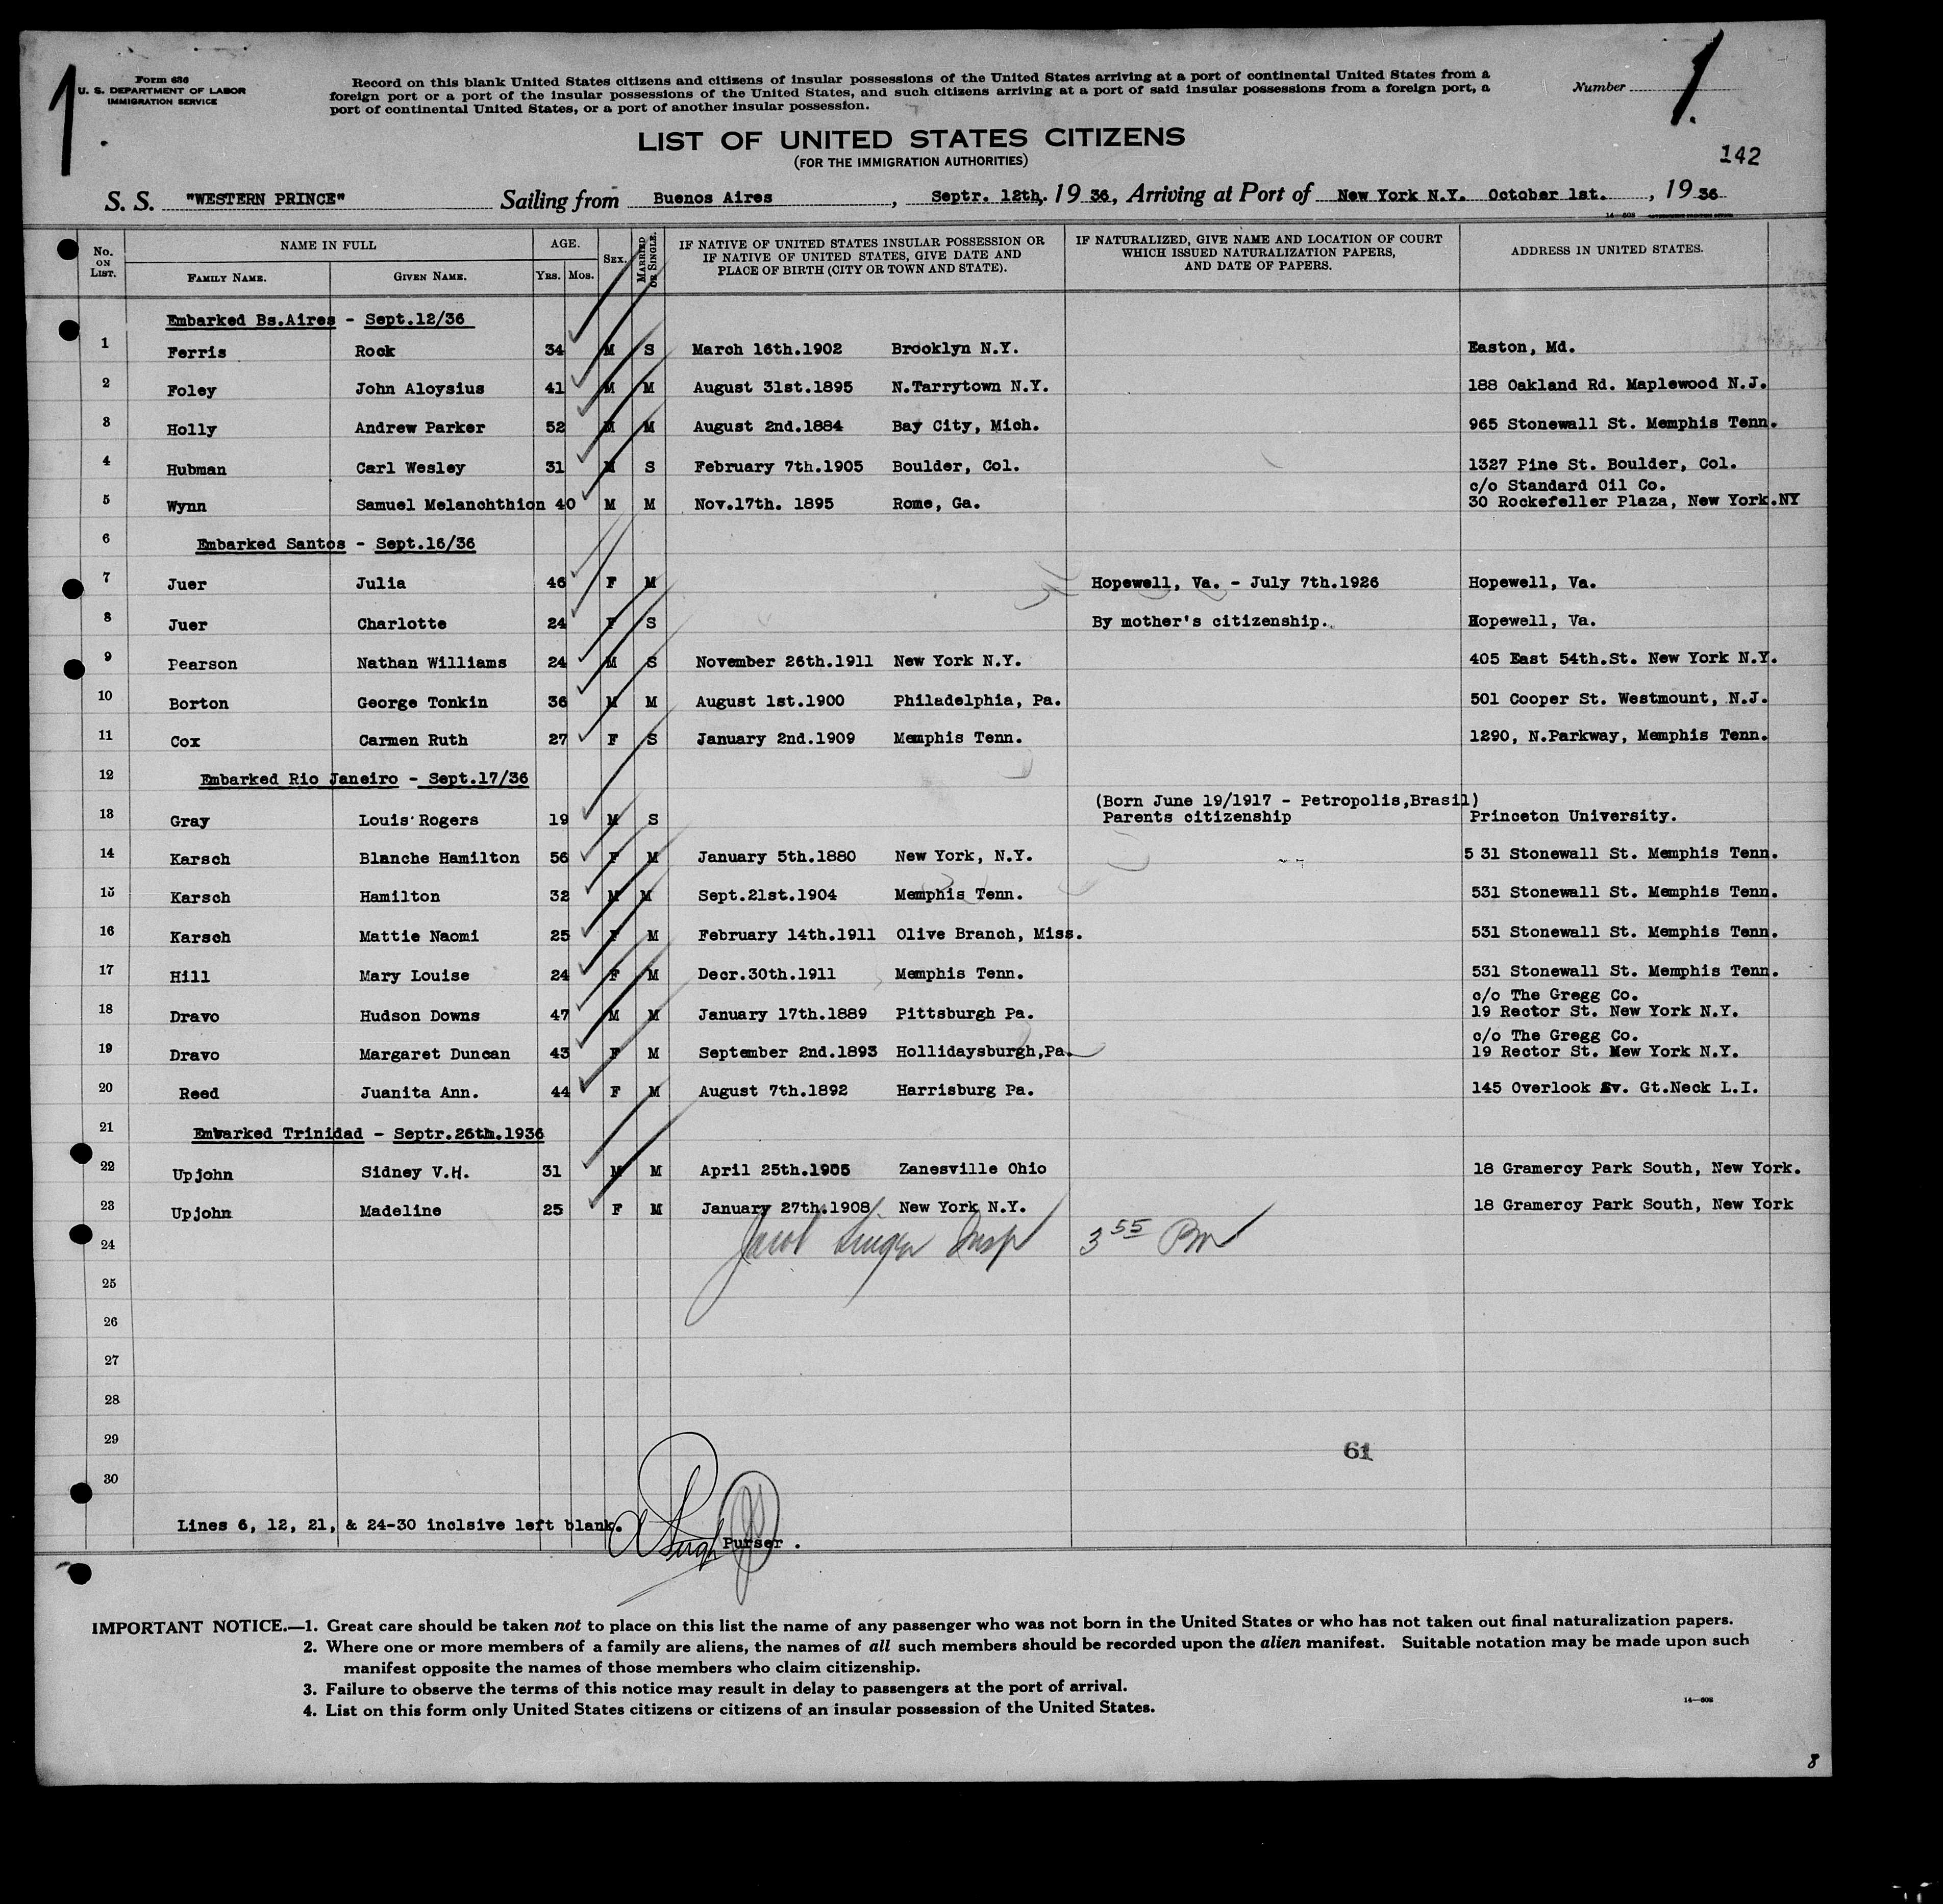 1.
Form 686
U. S. DEPARTMENT OF LABOR
IMMIGRATION SERVICE
Record on this blank United States citizens and citizens of insular possessions of the United States arriving at a port of continental United States from a
foreign port or a port of the insular possessions of the United States, and such citizens arriving at a port of said insular possessions from a foreign port, a
port of continental United States, or a port of another insular possession.
Number 1.
LIST OF UNITED STATES CITIZENS
(FOR THE IMMIGRATION AUTHORITIES)
142
S. S. "WESTERN PRINCE" Sailing from Buenos Aires, Septr. 12th, 19 36, Arriving at Port of New York N.Y. October 1st., 19 36
No. ON LIST. NAME IN FULL AGE. SEX. MARRIED OR SINGLE. IF NATIVE OF UNITED STATES INSULAR POSSESSION OR IF NATIVE OF UNITED STATES, GIVE DATE AND PLACE OF BIRTH (CITY OR TOWN AND STATE). IF NATURALIZED, GIVE NAME AND LOCATION OF COURT WHICH ISSUED NATURALIZATION PAPERS, AND DATE OF PAPERS. ADDRESS IN UNITED STATES.
FAMILY NAME. GIVEN NAME. YRS. MOS.
Embarked Bs.Aires - Sept.12/36
1 Ferris Rock 34 M S March 16th.1902 Brooklyn N.Y. Easton, Md.
2 Foley John Aloysius 41 M M August 31st.1895 N.Tarrytown N.Y. 188 Oakland Rd. Maplewood N.J.
3 Holly Andrew Parker 52 M M August 2nd.1884 Bay City, Mich. 965 Stonewall St. Memphis Tenn.
4 Hubman Carl Wesley 31 M S February 7th.1905 Boulder, Col. 1327 Pine St. Boulder, Col.
c/o Standard Oil Co.
5 Wynn Samuel Melanchthion 40 M M Nov.17th. 1895 Rome, Ga. 30 Rockefeller Plaza, New York.NY
6 Embarked Santos - Sept.16/36
7 Juer Julia 46 F M Hopewell, Va. - July 7th.1926 Hopewell, Va.
8 Juer Charlotte 24 F S By mother's citizenship. Hopewell, Va.
9 Pearson Nathan Williams 24 M S November 26th.1911 New York N.Y. 405 East 54th.St. New York N.Y.
10 Borton George Tonkin 36 M M August 1st.1900 Philadelphia, Pa. 501 Cooper St. Westmount, N.J.
11 Cox Carmen Ruth 27 F S January 2nd.1909 Memphis Tenn. 1290, N.Parkway, Memphis Tenn.
12 Embarked Rio Janeiro - Sept.17/36
(Born June 19/1917 - Petropolis,Brasil)
13 Gray Louis Rogers 19 M S Parents citizenship Princeton University.
14 Karsch Blanche Hamilton 56 F M January 5th.1880 New York, N.Y. 5 31 Stonewall St. Memphis Tenn.
15 Karsch Hamilton 32 M M Sept.21st.1904 Memphis Tenn. 531 Stonewall St. Memphis Tenn.
16 Karsch Mattie Naomi 25 F M February 14th.1911 Olive Branch, Miss. 531 Stonewall St. Memphis Tenn.
17 Hill Mary Louise 24 F M Decr.30th.1911 Memphis Tenn. 531 Stonewall St. Memphis Tenn.
c/o The Gregg Co.
18 Dravo Hudson Downs 47 M M January 17th.1889 Pittsburgh Pa. 19 Rector St. New York N.Y.
c/o The Gregg Co.
19 Dravo Margaret Duncan 43 F M September 2nd.1893 Hollidaysburgh,Pa. 19 Rector St. New York N.Y.
20 Reed Juanita Ann. 44 F M August 7th.1892 Harrisburg Pa. 145 Overlook Gt.Neck L.I.
21 Embarked Trinidad - Septr.26th.1936
22 Upjohn Sidney V.H. 31 M M April 25th.1905 Zanesville Ohio 18 Gramercy Park South, New York.
23 Upjohn Madeline 25 F M January 27th.1908 New York N.Y. 18 Gramercy Park South, New York
24 Jacob Insp 3 55 PM
25
26
27
28
29
61
30
Lines 6, 12, 21, & 24-30 inclsive left blank.
Purser .
IMPORTANT NOTICE.—1. Great care should be taken not to place on this list the name of any passenger who was not born in the United States or who has not taken out final naturalization papers.
2. Where one or more members of a family are aliens, the names of all such members should be recorded upon the alien manifest. Suitable notation may be made upon such
manifest opposite the names of those members who claim citizenship.
3. Failure to observe the terms of this notice may result in delay to passengers at the port of arrival.
4. List on this form only United States citizens or citizens of an insular possession of the United States.
8